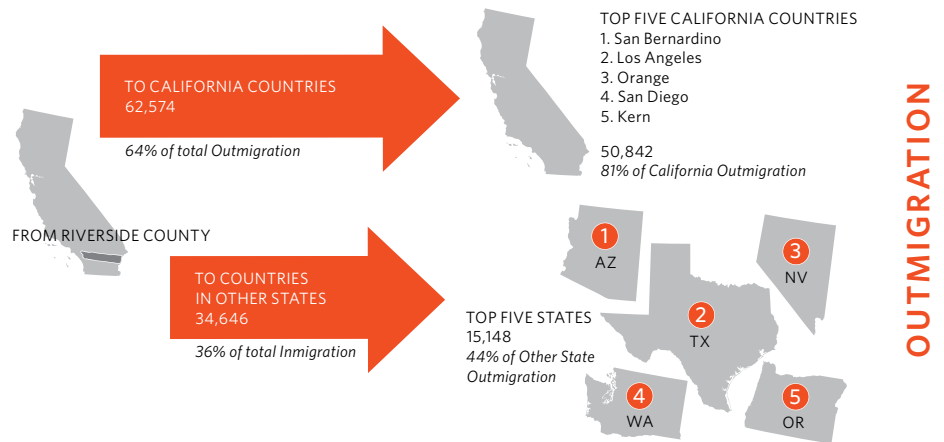 TOP FIVE CALIFORNIA COUNTRIES
1. San Bernardino
2. Los Angeles
3. Orange
4. San Diego
5. Kern
50,842
81% of California Outmigration
TO CALIFORNIA COUNTRIES
62,574
64% of total Outmigration
FROM RIVERSIDE COUNTY
TO COUNTRIES
IN OTHER STATES
34,646
36% of total Inmigration
TOP FIVE STATES
15,148
44% of Other State
Outmigration
1
AZ
2
TX
3
NV
4
WA
5
OR
OUTMIGRATION